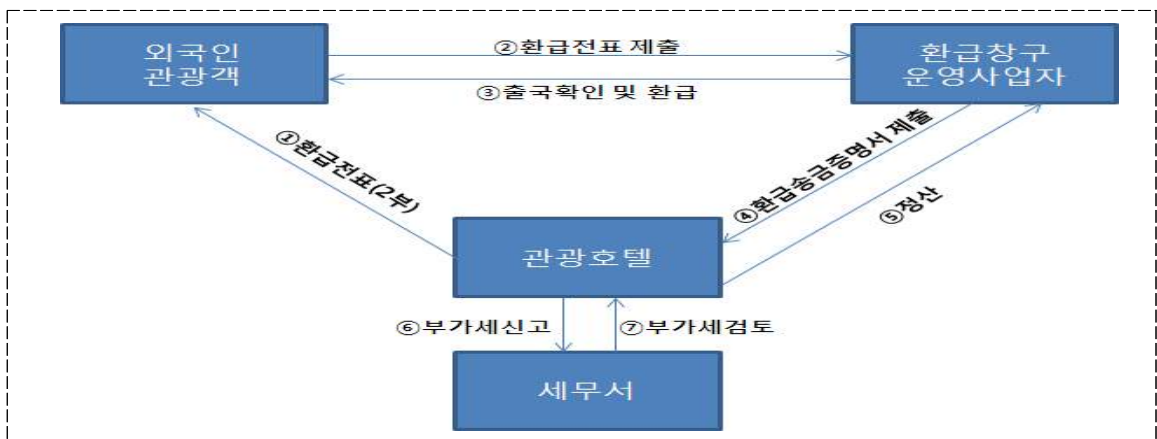 외국인
관광객
②환급전표 제출
③출국확인 및 환급
환급창구
운영사업자
①환급전표(2부)
④환급송금증명서 제출
⑤정산
관광호텔
⑥부가세신고
⑦부가세검토
세무서